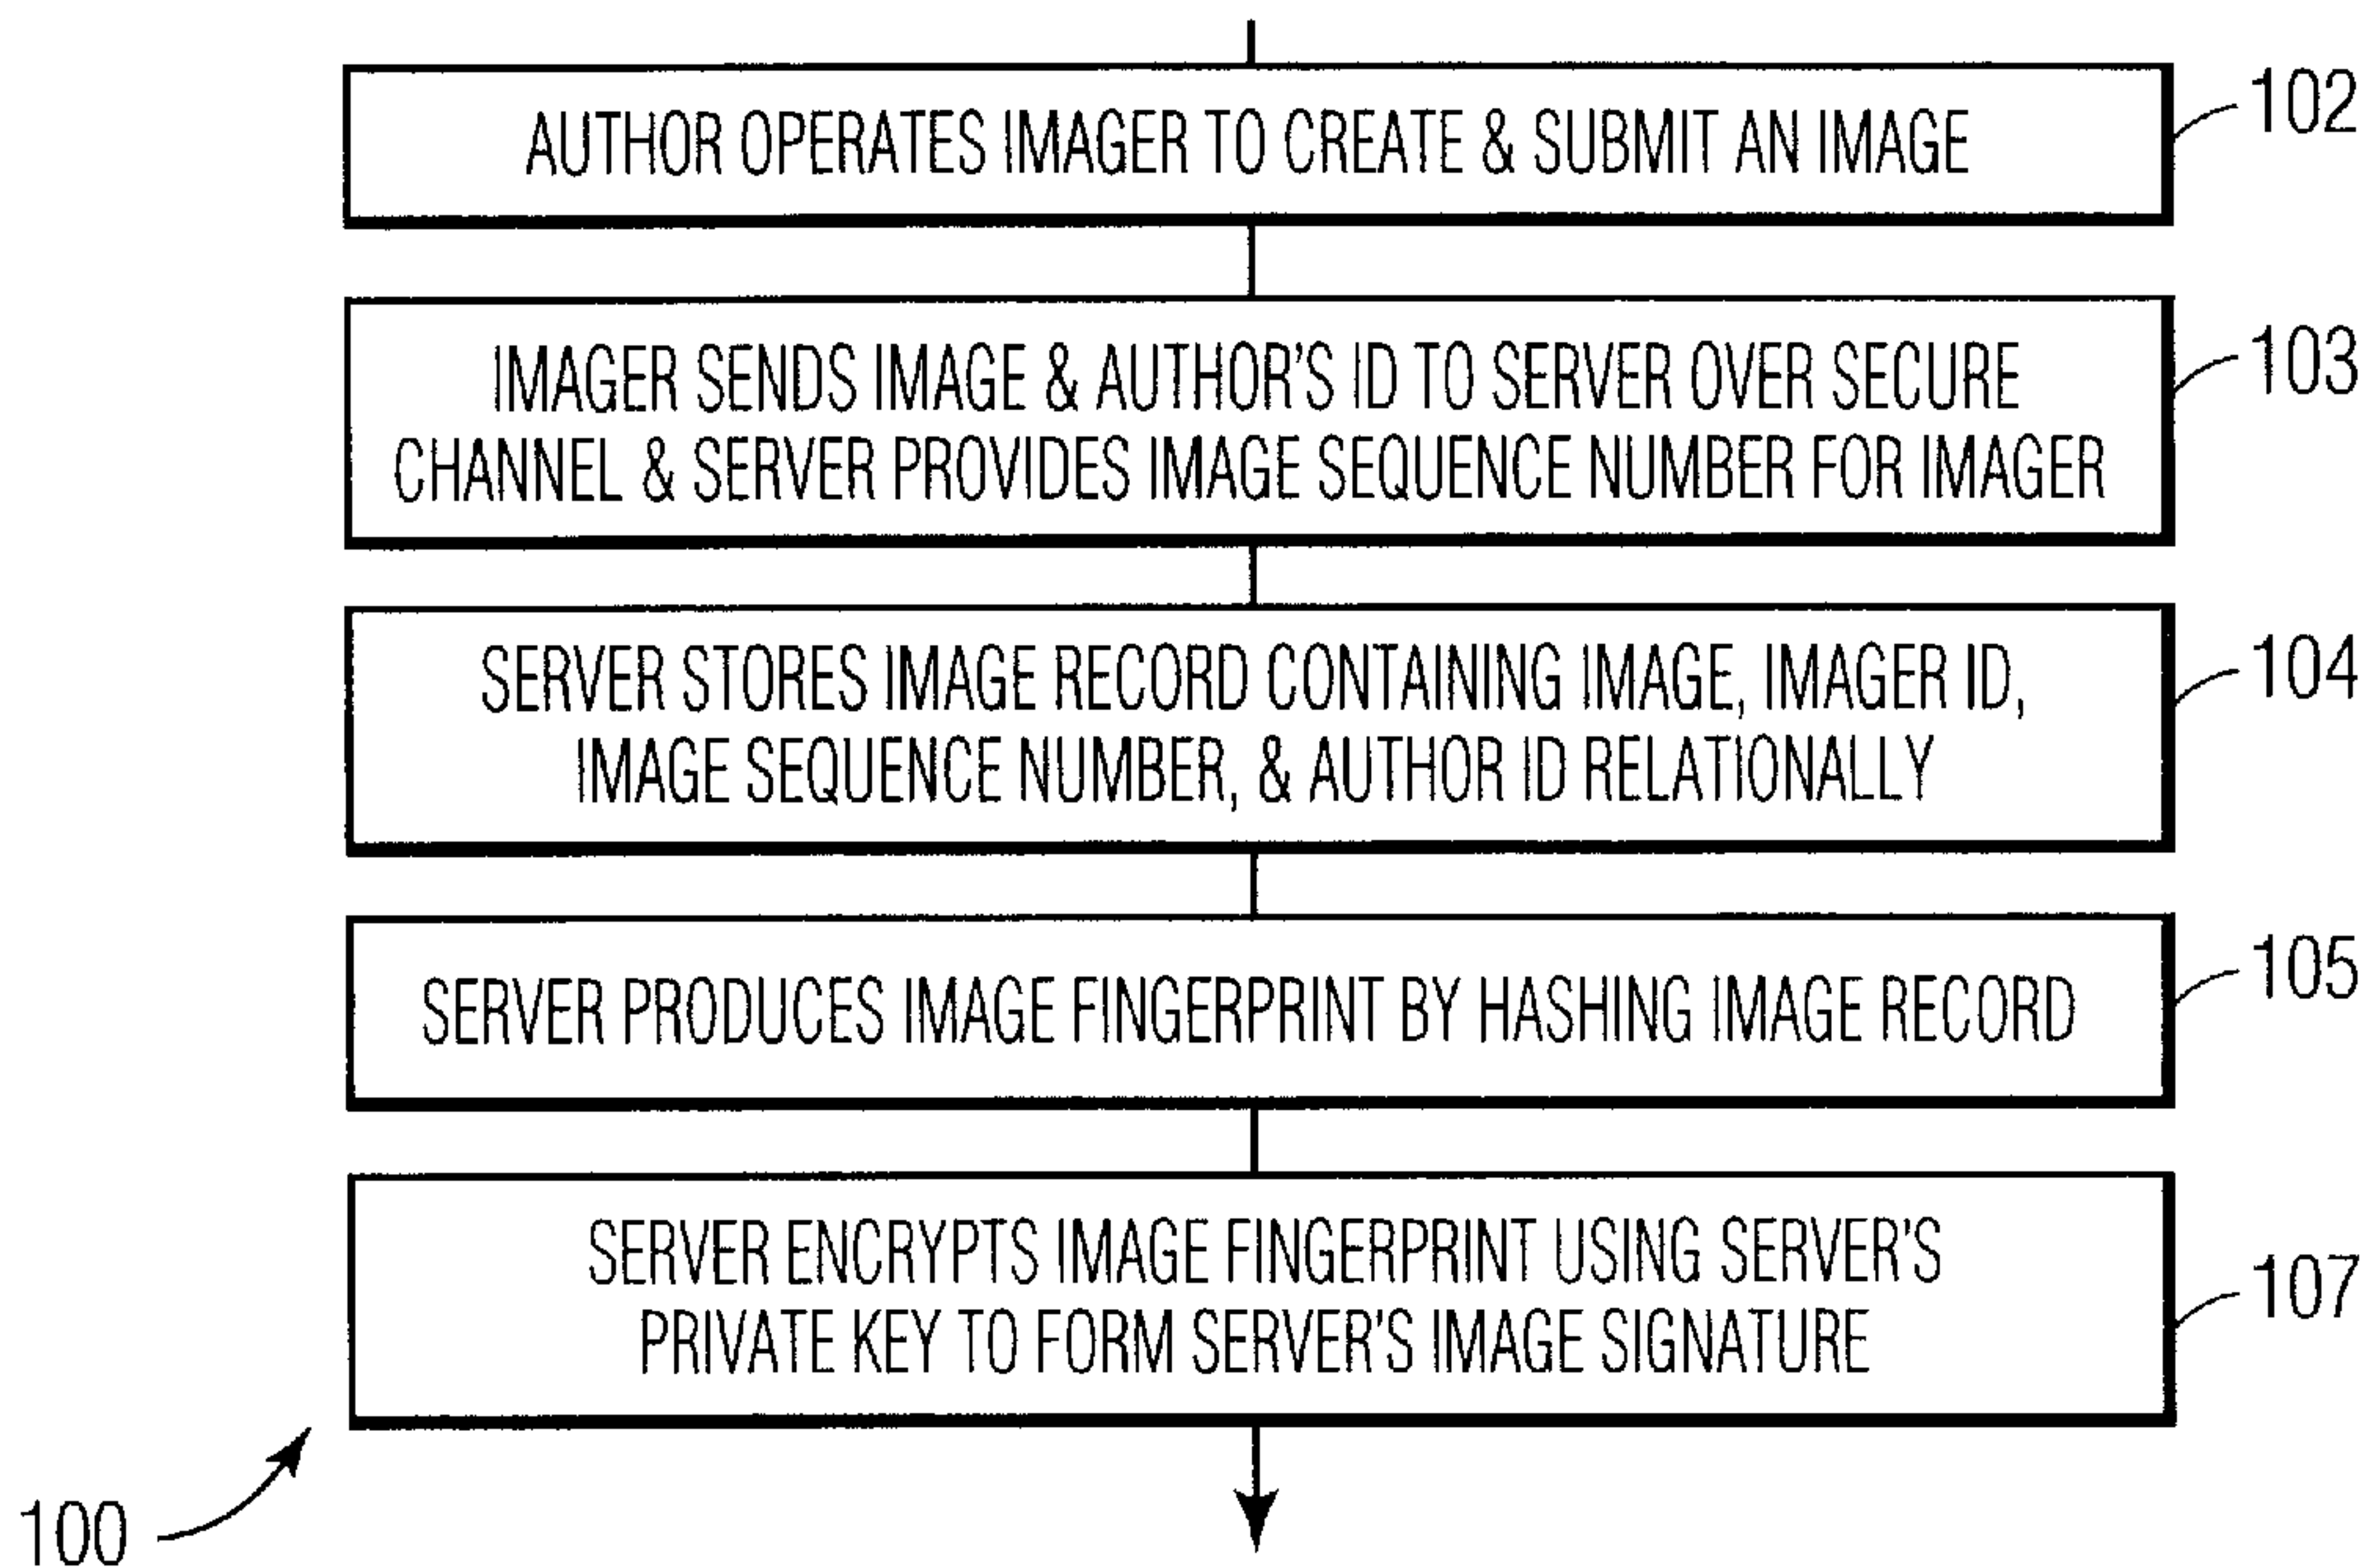 AUTHOR OPERATES IMAGER TO CREATE & SUBMIT AN IMAGE
102
IMAGER SENDS IMAGE & AUTHOR'S ID TO SERVER OVER SECURE
CHANNEL & SERVER PROVIDES IMAGE SEQUENCE NUMBER FOR IMAGER
103
SERVER STORES IMAGE RECORD CONTAINING IMAGE, IMAGER ID,
IMAGE SEQUENCE NUMBER, & AUTHOR ID RELATIONALLY
104
SERVER PRODUCES IMAGE FINGERPRINT BY HASHING IMAGE RECORD
105
SERVER ENCRYPTS IMAGE FINGERPRINT USING SERVER'S
PRIVATE KEY TO FORM SERVER'S IMAGE SIGNATURE
107
100